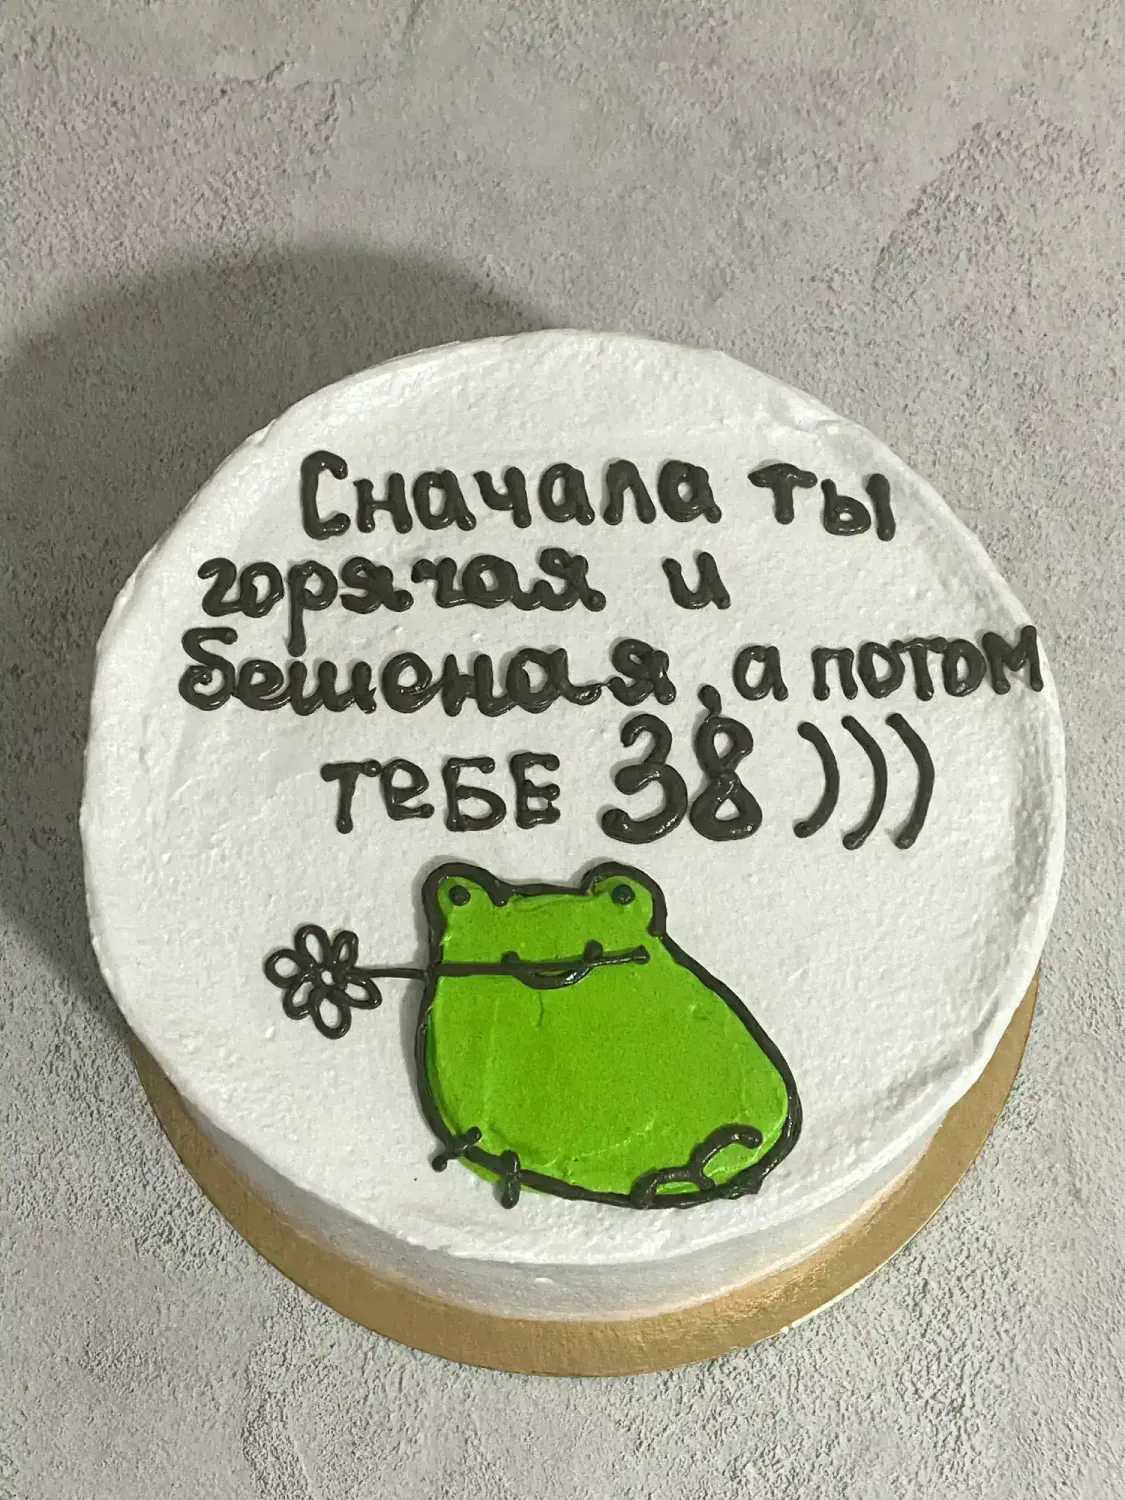 Сначала ты
горячая и
бешеная, а потом
тебе 38)))